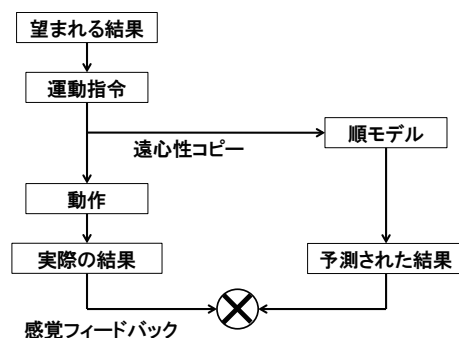 望まれる結果
運動指令
順モデル
遠心性コピー
動作
実際の結果
予測された結果
感覚フィードバック